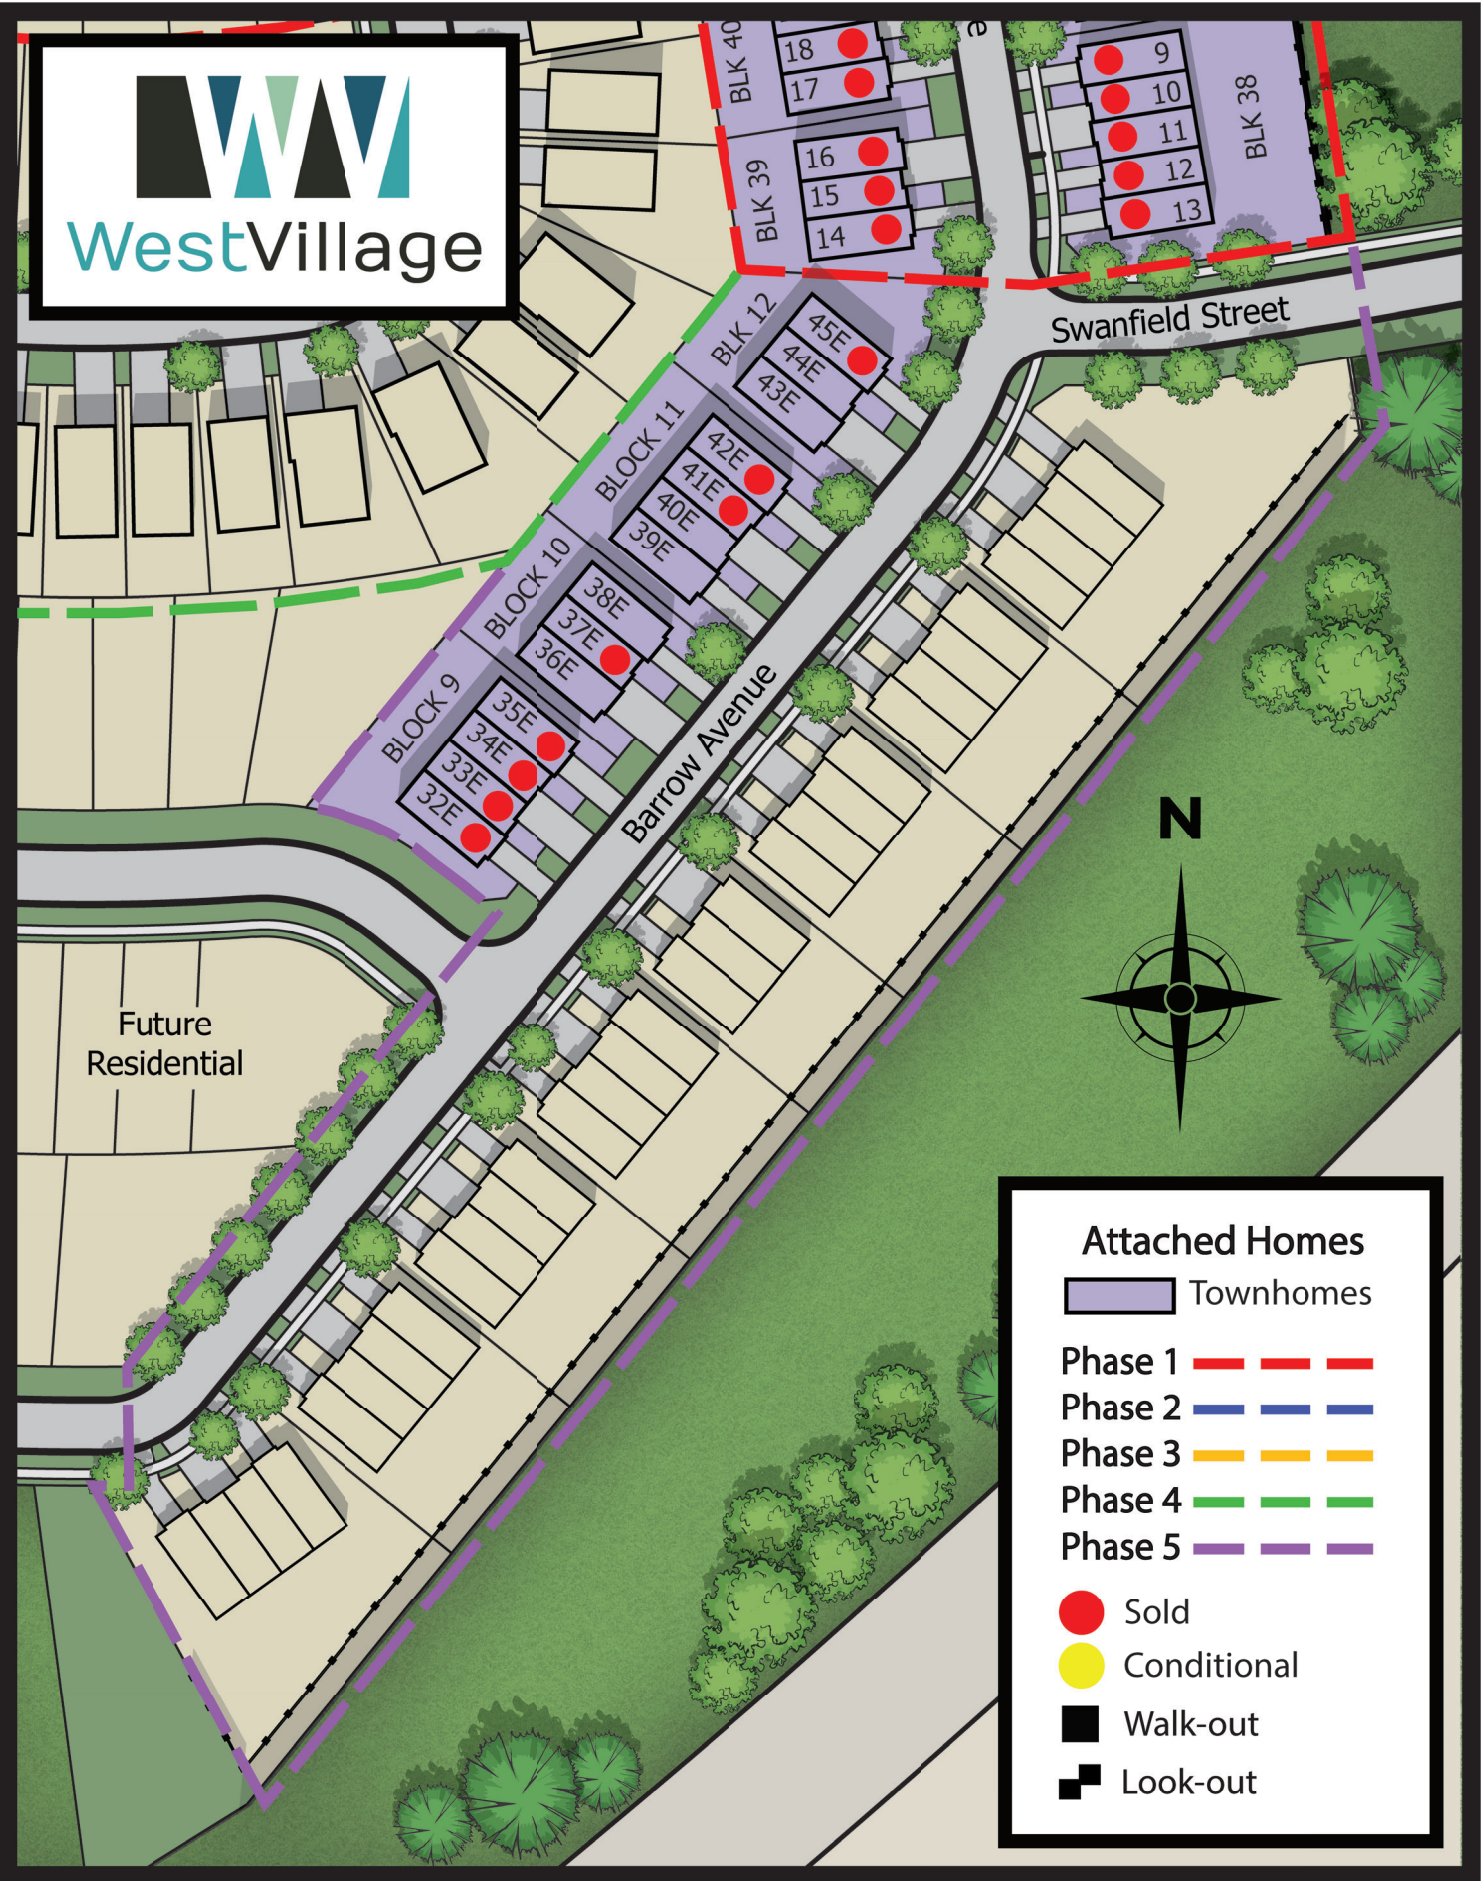 WestVillage
BLK 40
18
17
BLK 39
16
15
14
9
10
11
12
13
BLK 38
Swanfield Street
BLK 12
45E
44E
43E
BLOCK 11
42E
41E
40E
39E
BLOCK 10
38E
37E
36E
BLOCK 9
35E
34E
33E
32E
Barrow Avenue
N
Future
Residential
Attached Homes
Townhomes
Phase 1
Phase 2
Phase 3
Phase 4
Phase 5
Sold
Conditional
Walk-out
Look-out